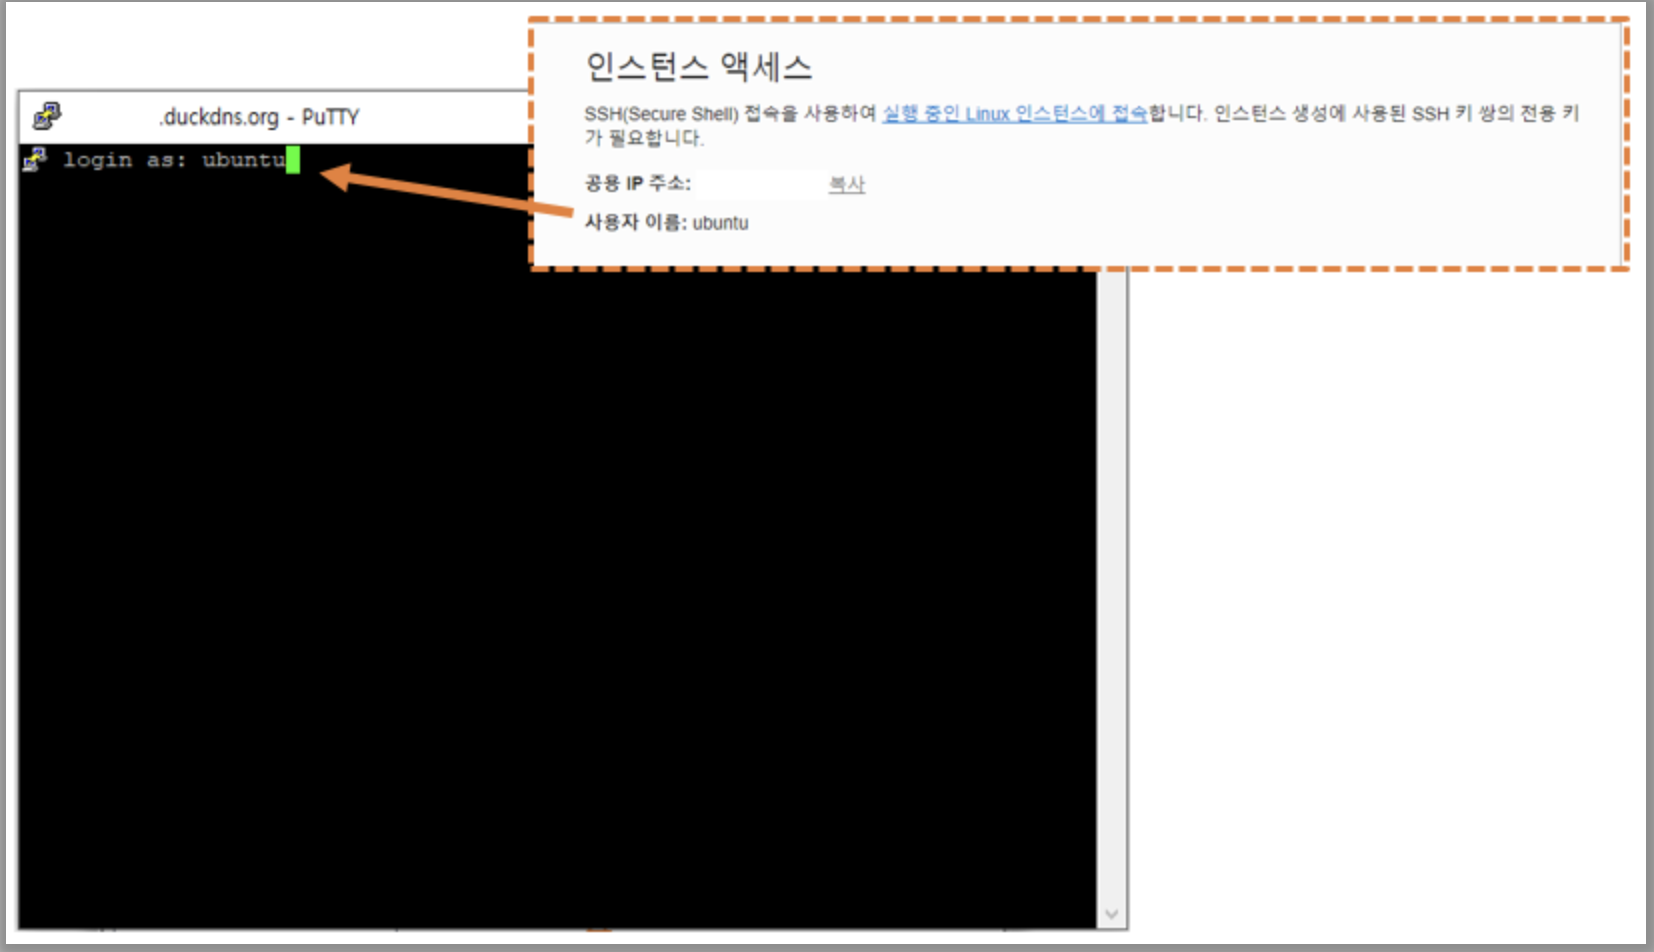 인스턴스 액세스
SSH(Secure Shell) 접속을 사용하여 실행 중인 Linux 인스턴스에 접속합니다. 인스턴스 생성에 사용된 SSH 키 쌍의 전용 키
가 필요합니다.
공용 IP 주소: 복사
사용자 이름: ubuntu
.duckdns.org - PuTTY
login as: ubuntu